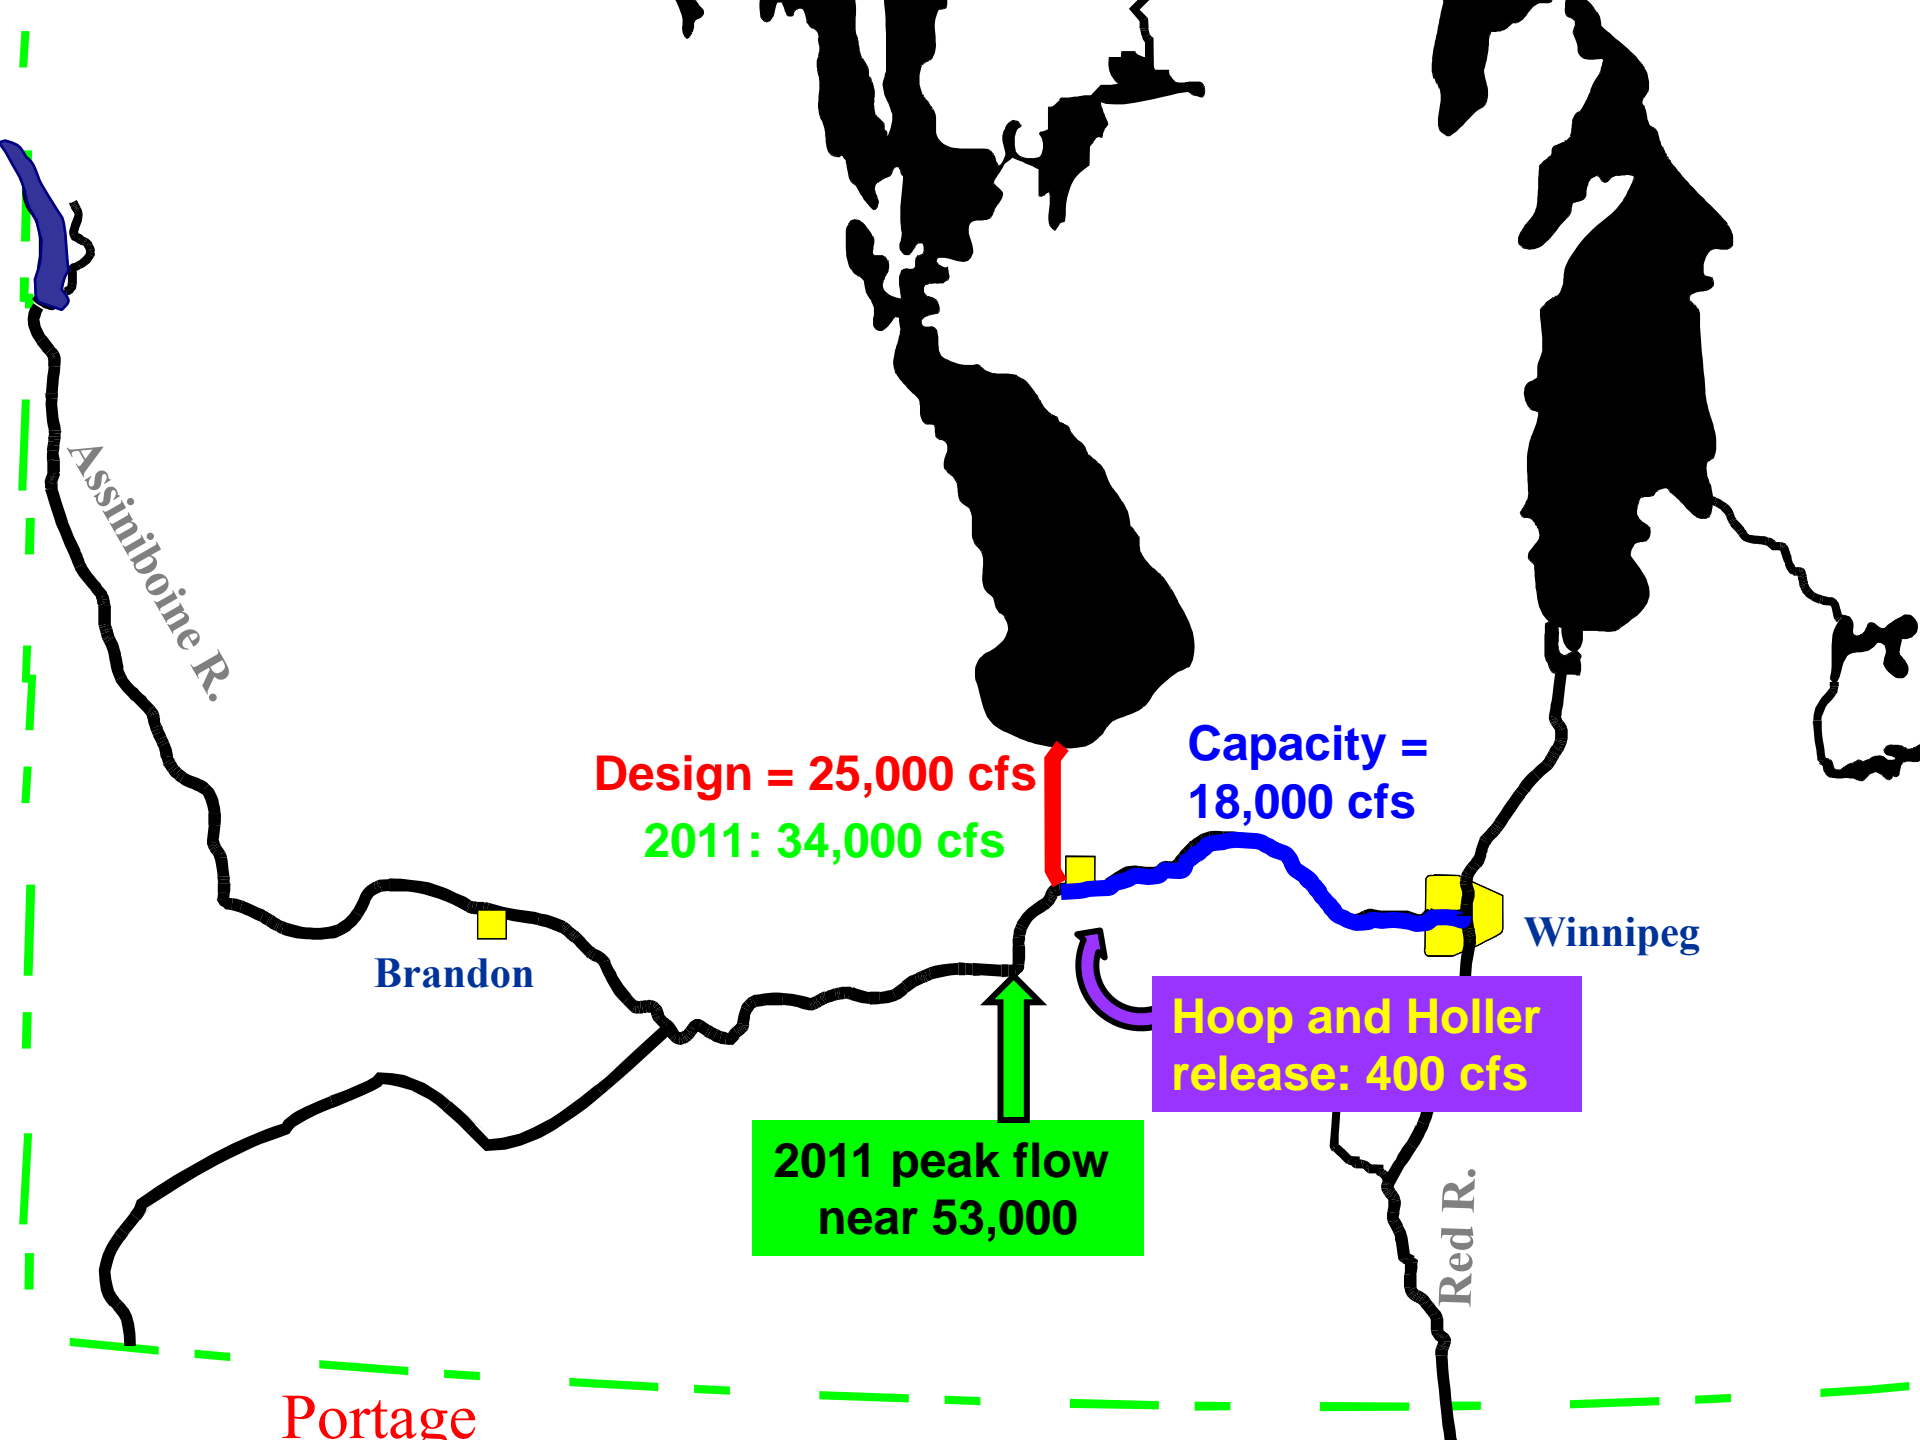 Assiniboine R.
Capacity =
18,000 cfs
Design = 25,000 cfs
2011: 34,000 cfs
Brandon
Winnipeg
Hoop and Holler
release: 400 cfs
2011 peak flow
near 53,000
Red R.
Portage